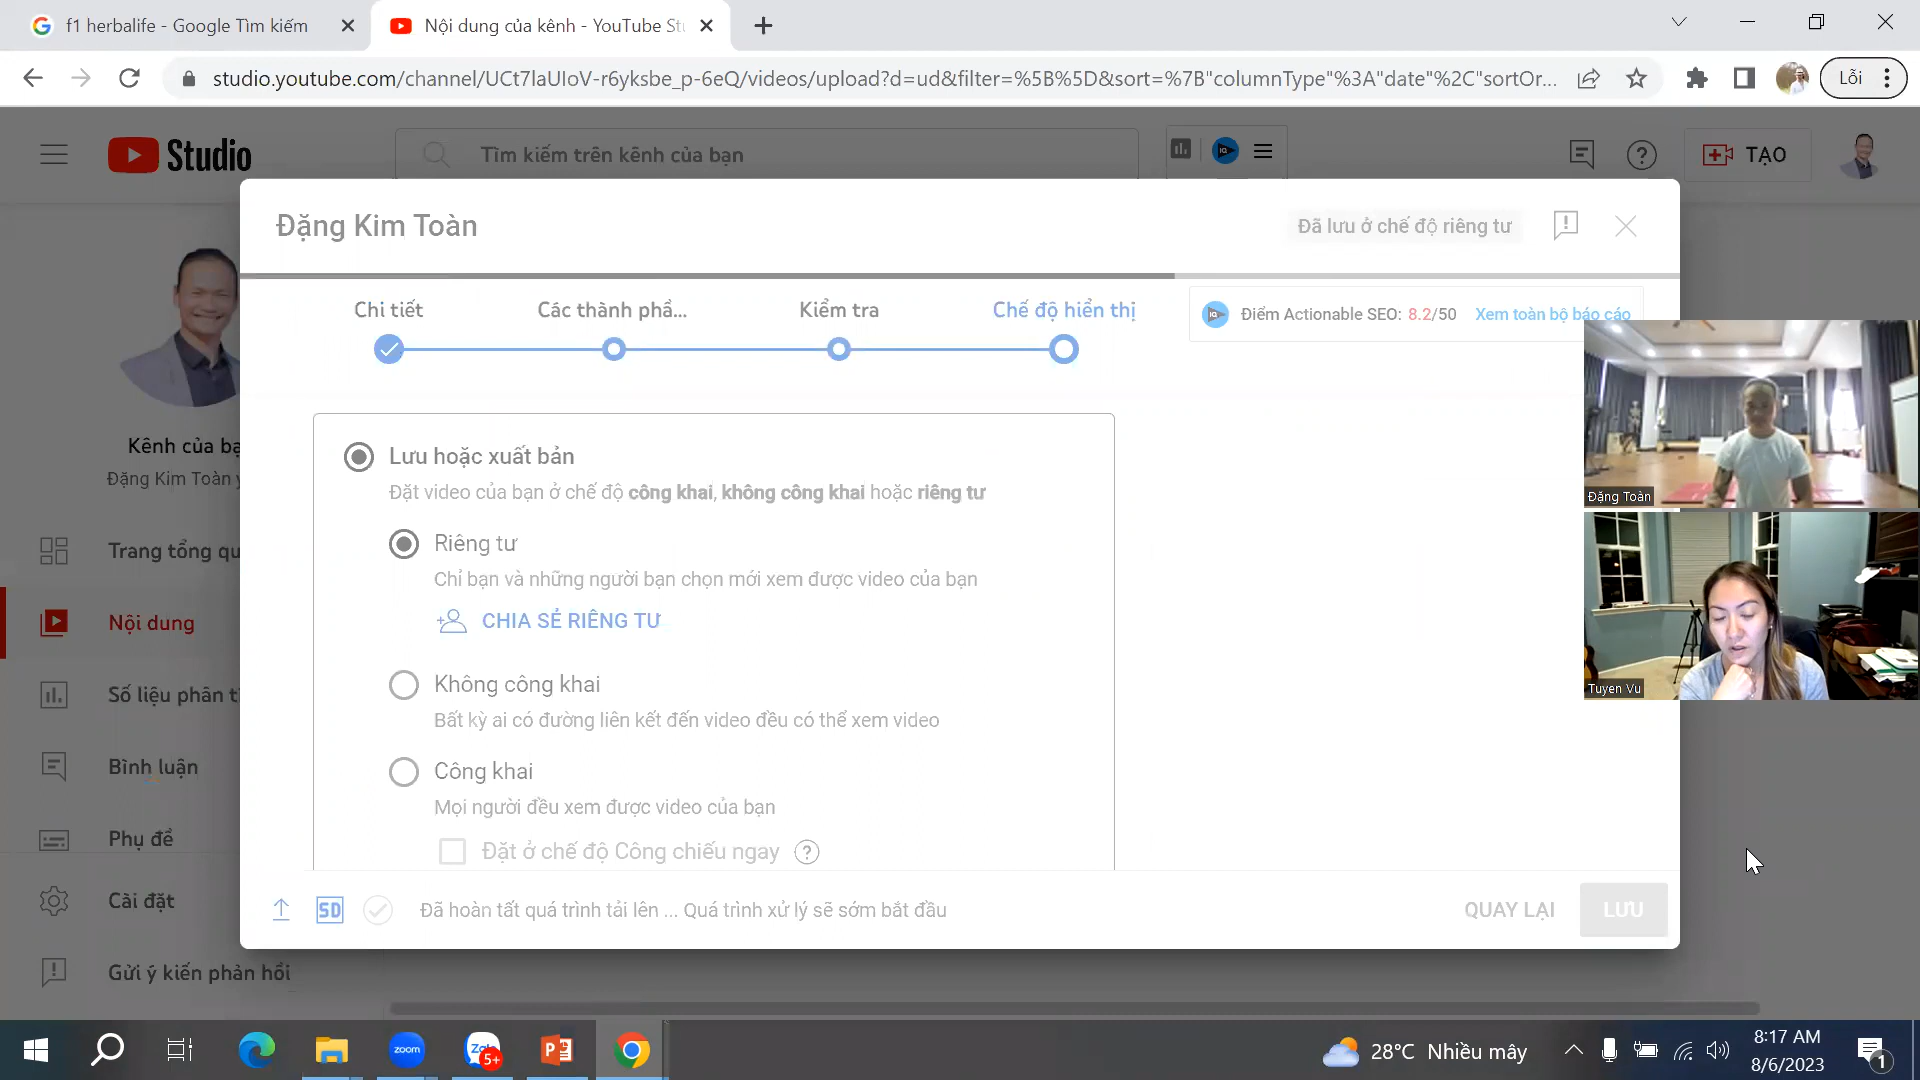 f1 herbalife - Google Tìm kiếm
Nội dung của kênh - YouTube Stu
studio.youtube.com/channel/UCt7laUIoV-r6yksbe_p-6eQ/videos/upload?d=ud&filter=%5B%5D&sort=%7B"columnType"%3A"date"%2C"sortOr...
Lỗi
Studio
Tìm kiếm trên kênh của bạn
TẠO
Đặng Kim Toàn
Đã lưu ở chế độ riêng tư
Chi tiết
Các thành phầ...
Kiểm tra
Chế độ hiển thị
Điểm Actionable SEO: 8.2/50
Xem toàn bộ báo cáo
Kênh của bạ
Đặng Kim Toàn y
Trang tổng qu
Nội dung
Số liệu phân t
Bình luận
Phụ đề
Cài đặt
Gửi ý kiến phản hồi
Lưu hoặc xuất bản
Đặt video của bạn ở chế độ công khai, không công khai hoặc riêng tư
Riêng tư
Chỉ bạn và những người bạn chọn mới xem được video của bạn
CHIA SẺ RIÊNG TƯ
Không công khai
Bất kỳ ai có đường liên kết đến video đều có thể xem video
Công khai
Mọi người đều xem được video của bạn
Đặt ở chế độ Công chiếu ngay
Đặng Toàn
Tuyen Vu
SD
Đã hoàn tất quá trình tải lên ... Quá trình xử lý sẽ sớm bắt đầu
QUAY LẠI
LƯU
zoom
Zalo
5+
28°C Nhiều mây
8:17 AM
8/6/2023
1